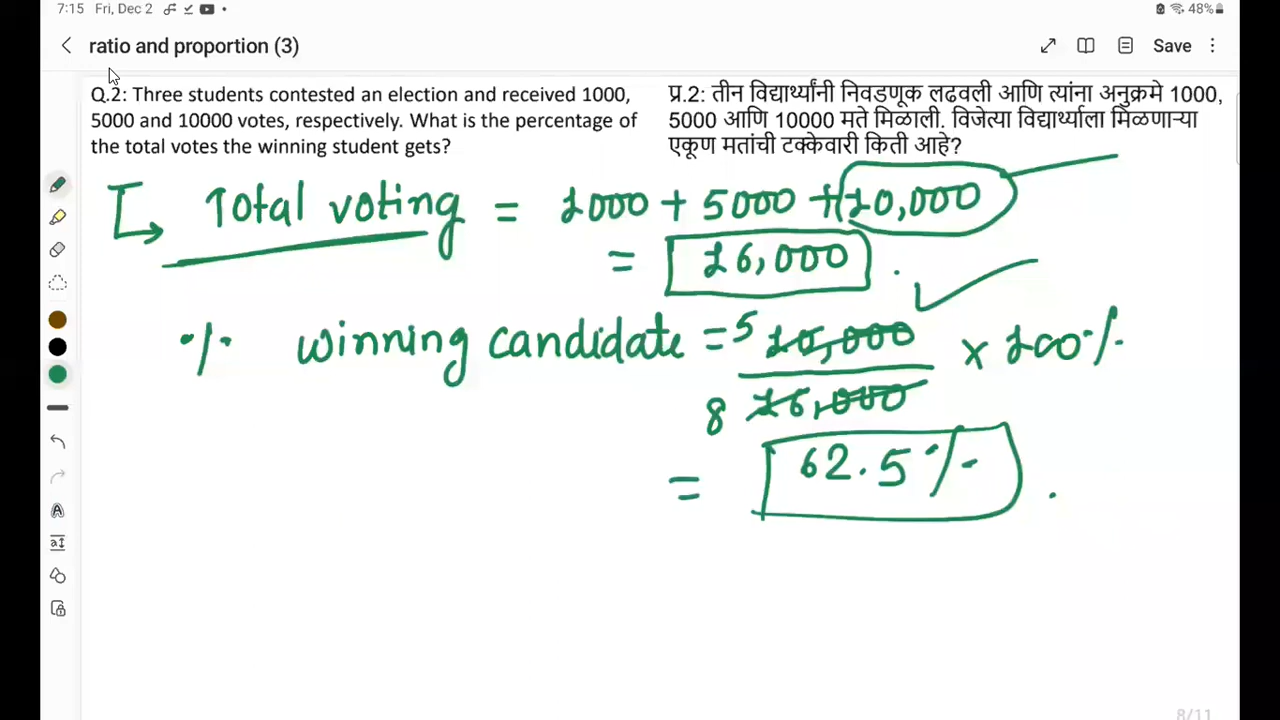 7:15 Fri, Dec 2 48%
ratio and proportion (3)
Save
Q.2: Three students contested an election and received 1000,
5000 and 10000 votes, respectively. What is the percentage of
the total votes the winning student gets?
प्र.2: तीन विद्यार्थ्यांनी निवडणूक लढवली आणि त्यांना अनुक्रमे 1000,
5000 आणि 10000 मते मिळाली. विजेत्या विद्यार्थ्याला मिळणाऱ्या
एकूण मतांची टक्केवारी किती आहे?
Total voting = 1000 + 5000 + 10,000
= 16,000
% winning candidate = 5 10,000 × 100%
8 16,000
= 62.5%
8/11